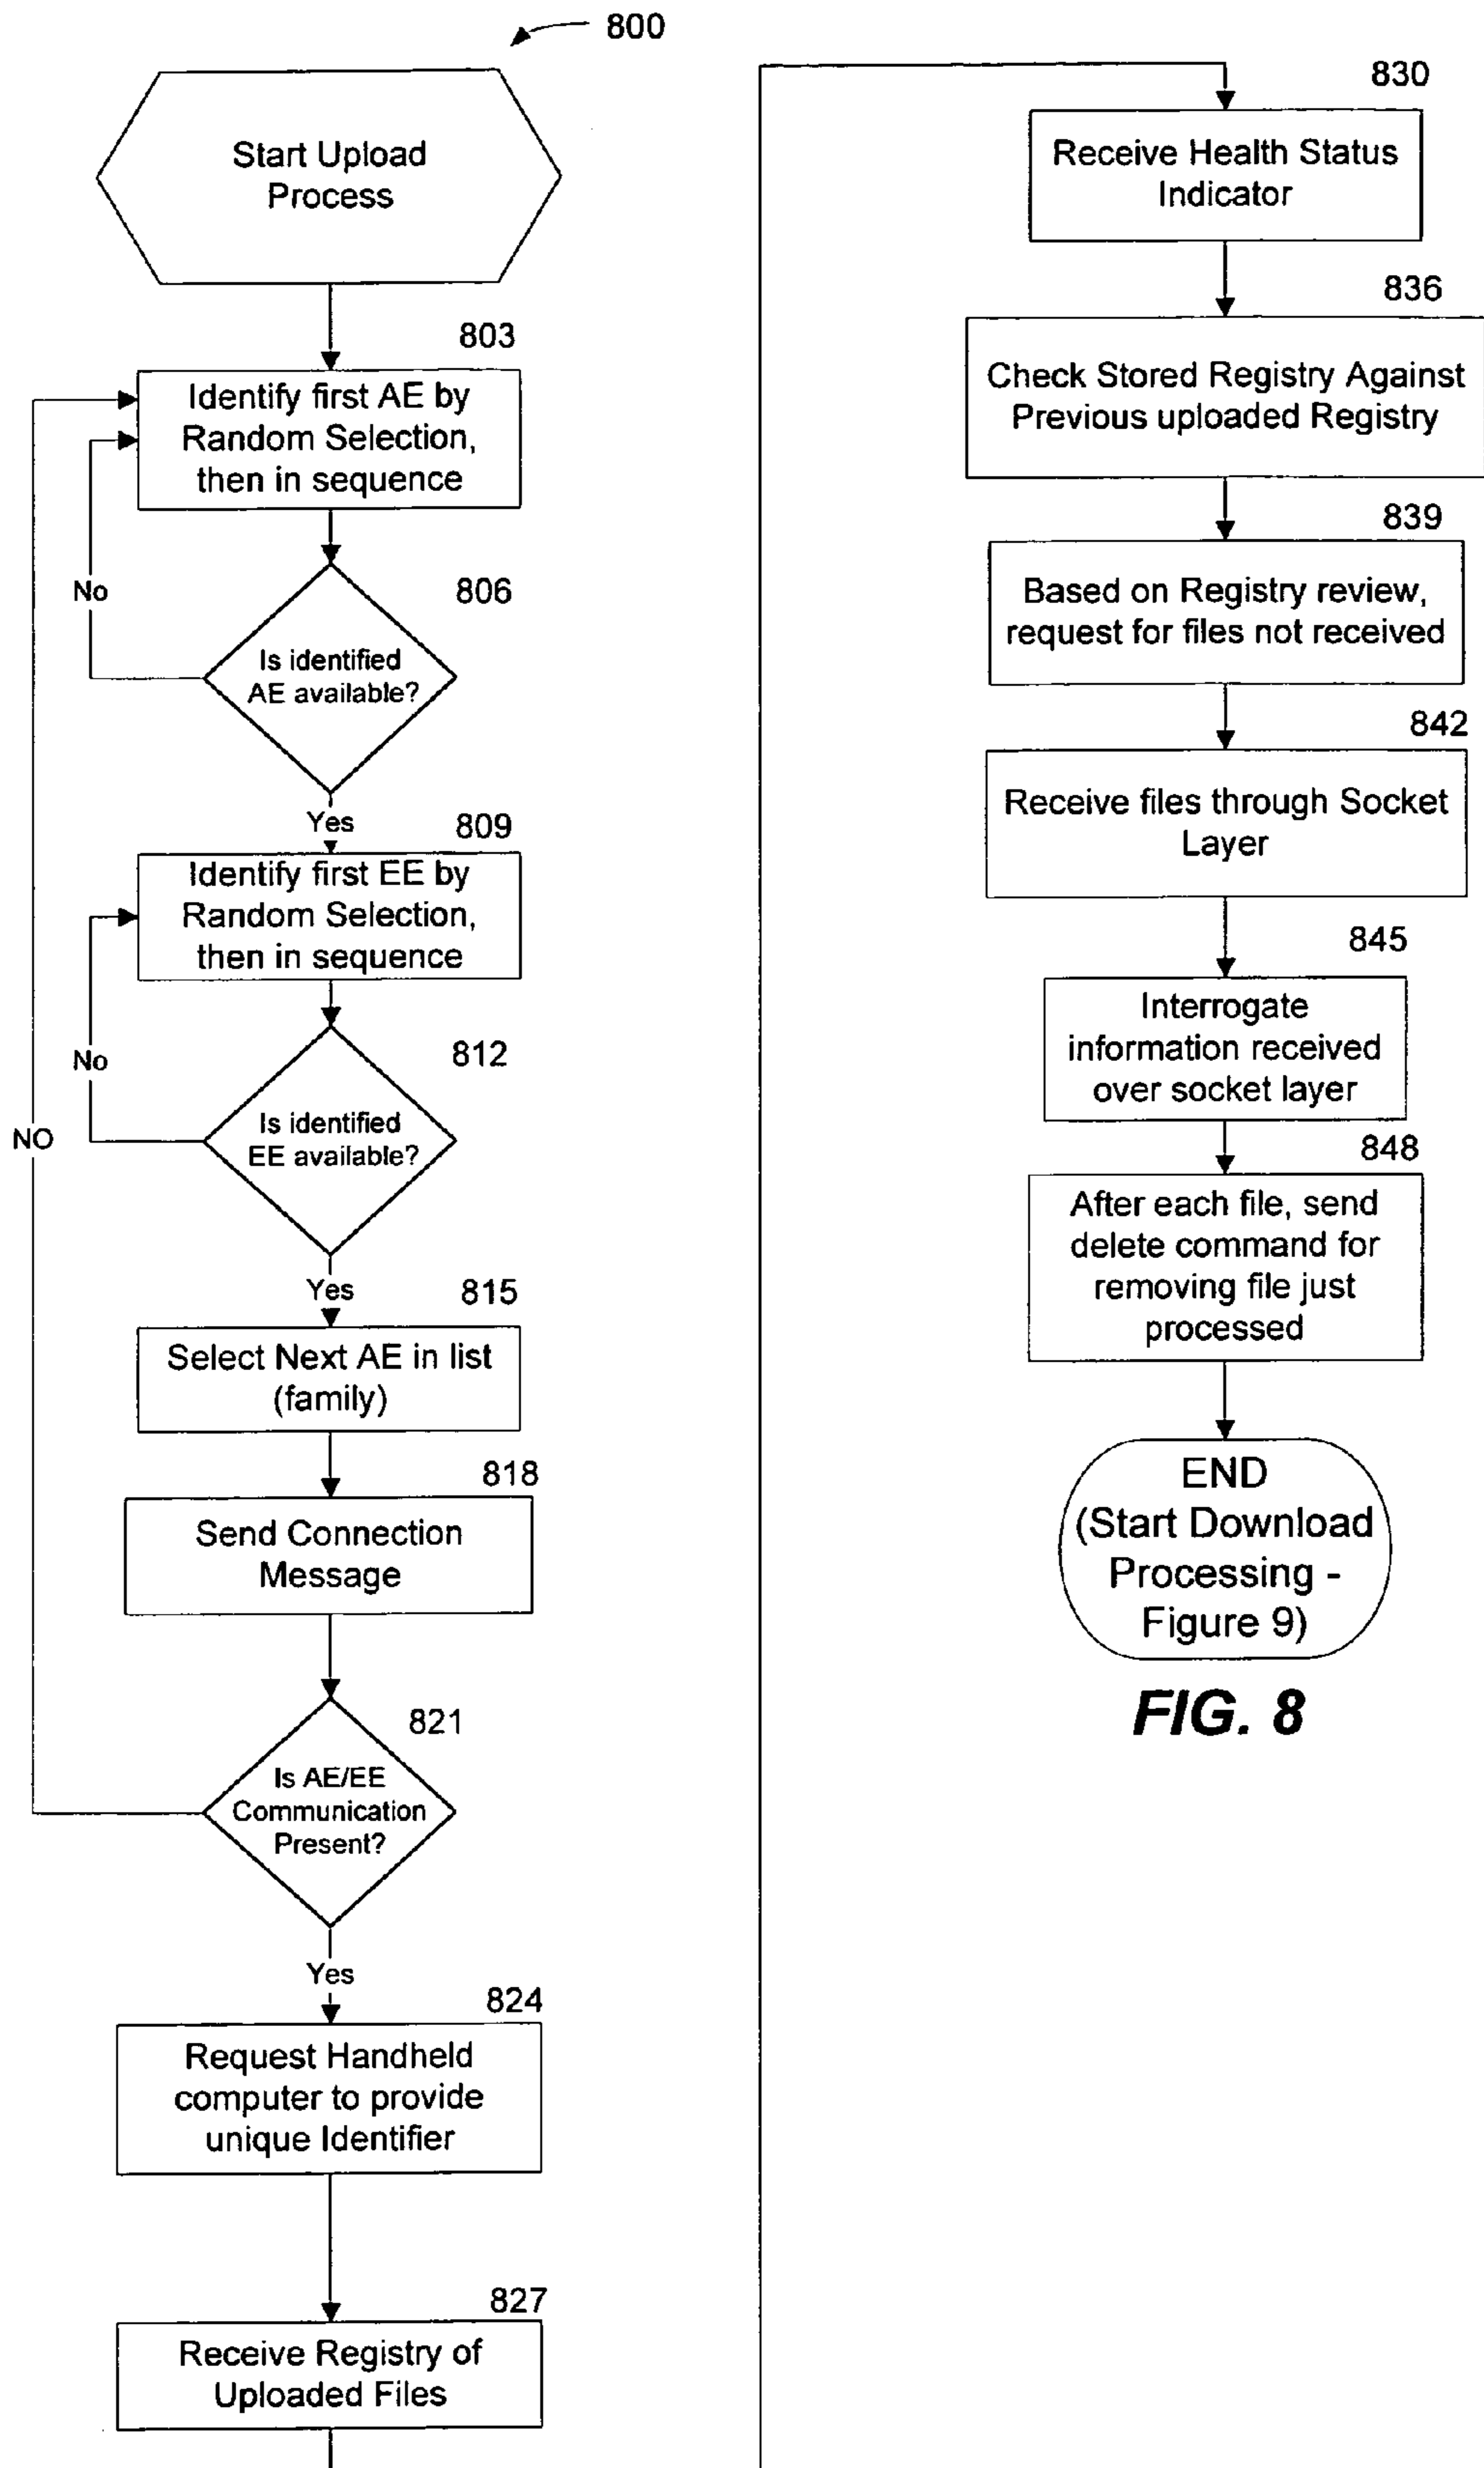 800
Start Upload
Process
803
Identify first AE by
Random Selection,
then in sequence
No
806
Is identified
AE available?
Yes
809
Identify first EE by
Random Selection,
then in sequence
No
812
Is identified
EE available?
NO
Yes
815
Select Next AE in list
(family)
818
Send Connection
Message
821
Is AE/EE
Communication
Present?
Yes
824
Request Handheld
computer to provide
unique Identifier
827
Receive Registry of
Uploaded Files
830
Receive Health Status
Indicator
836
Check Stored Registry Against
Previous uploaded Registry
839
Based on Registry review,
request for files not received
842
Receive files through Socket
Layer
845
Interrogate
information received
over socket layer
848
After each file, send
delete command for
removing file just
processed
END
(Start Download
Processing -
Figure 9)
FIG. 8